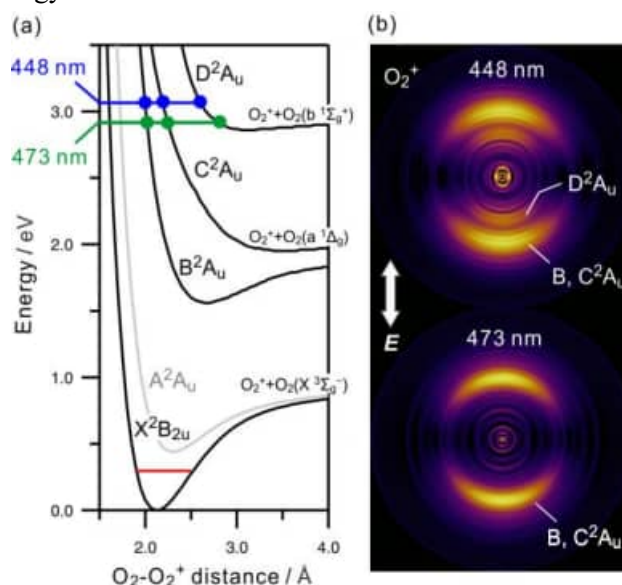 (a)
448 nm
473 nm
3.0
2.0
1.0
0.0
Energy / eV
D²Aᵤ
O₂⁺+O₂(b ¹Σg⁺)
C²Aᵤ
O₂⁺+O₂(a ¹Δg)
B²Aᵤ
A²Aᵤ
O₂⁺+O₂(X ³Σg⁻)
X²B₂ᵤ
2.0 3.0 4.0
O₂-O₂⁺ distance / Å
(b)
O₂⁺ 448 nm
D²Aᵤ
B, C²Aᵤ
E
473 nm
B, C²Aᵤ